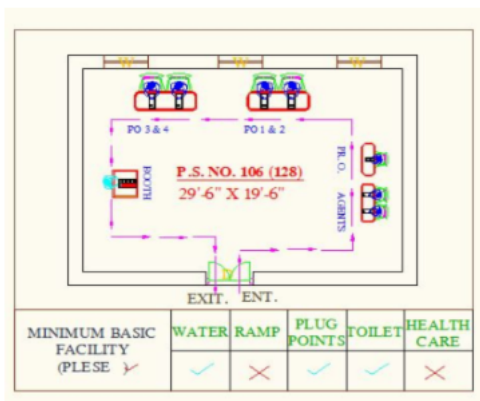 W W W
PO 3 & 4
PO 1 & 2
PR. O.
P.S. NO. 106 (128)
29'-6" X 19'-6"
BOOTH
AGENTS
EXIT. ENT.
MINIMUM BASIC
FACILITY
(PLESE ✓)
WATER
RAMP
PLUG
POINTS
TOILET
HEALTH
CARE